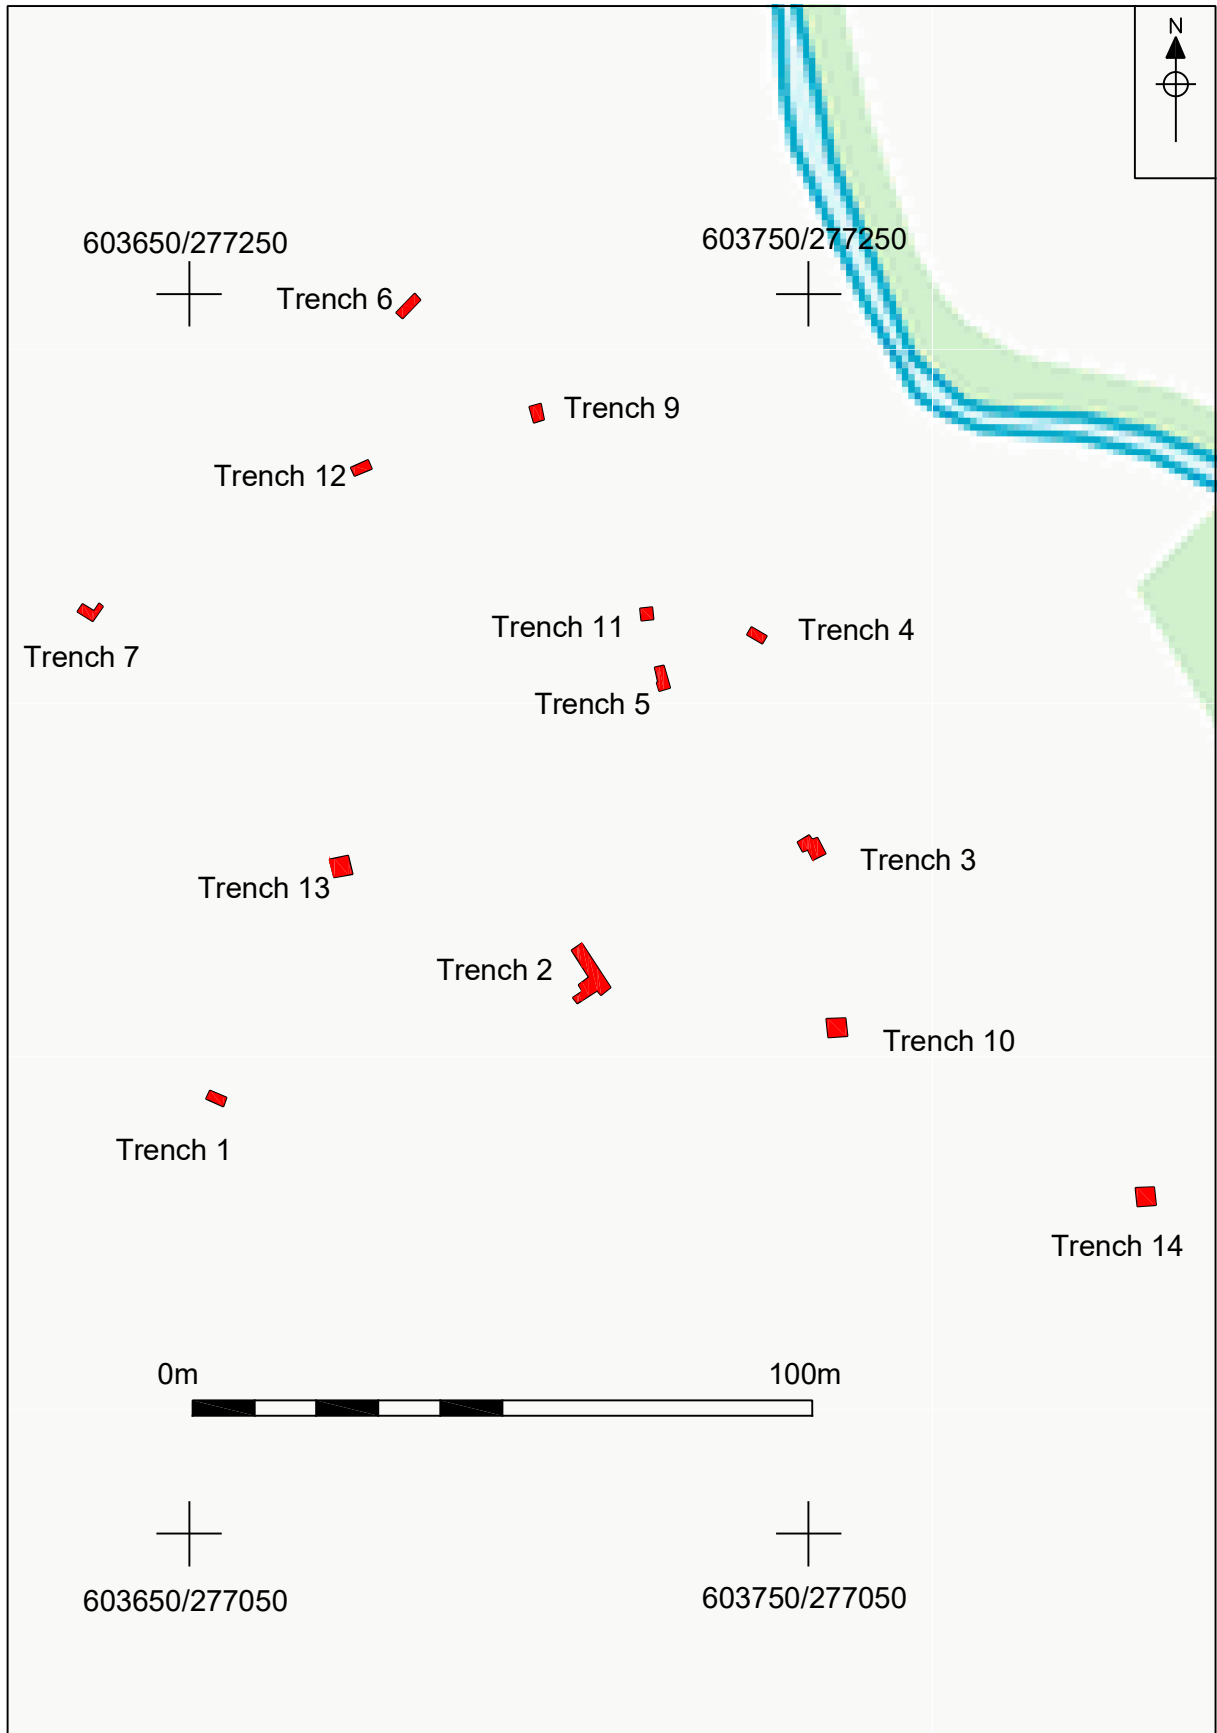 N
603650/277250
603750/277250
Trench 6
Trench 9
Trench 12
Trench 11
Trench 4
Trench 7
Trench 5
Trench 3
Trench 13
Trench 2
Trench 10
Trench 1
Trench 14
0m
100m
603650/277050
603750/277050